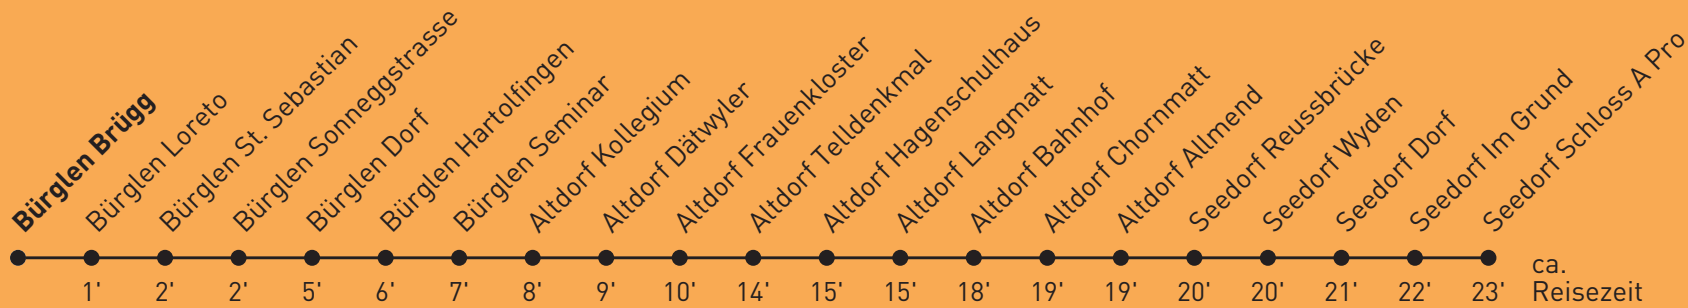 Bürglen Brügg
Bürglen Loreto
Bürglen St. Sebastian
Bürglen Sonneggstrasse
Bürglen Dorf
Bürglen Hartolfingen
Bürglen Seminar
Altdorf Kollegium
Altdorf Dätwyler
Altdorf Frauenkloster
Altdorf Telldenkmal
Altdorf Hagenschulhaus
Altdorf Langmatt
Altdorf Bahnhof
Altdorf Chornmatt
Altdorf Allmend
Seedorf Reussbrücke
Seedorf Wyden
Seedorf Dorf
Seedorf Im Grund
Seedorf Schloss A Pro
ca.
1' 2' 2' 5' 6' 7' 8' 9' 10' 14' 15' 15' 18' 19' 19' 20' 20' 21' 22' 23' Reisezeit